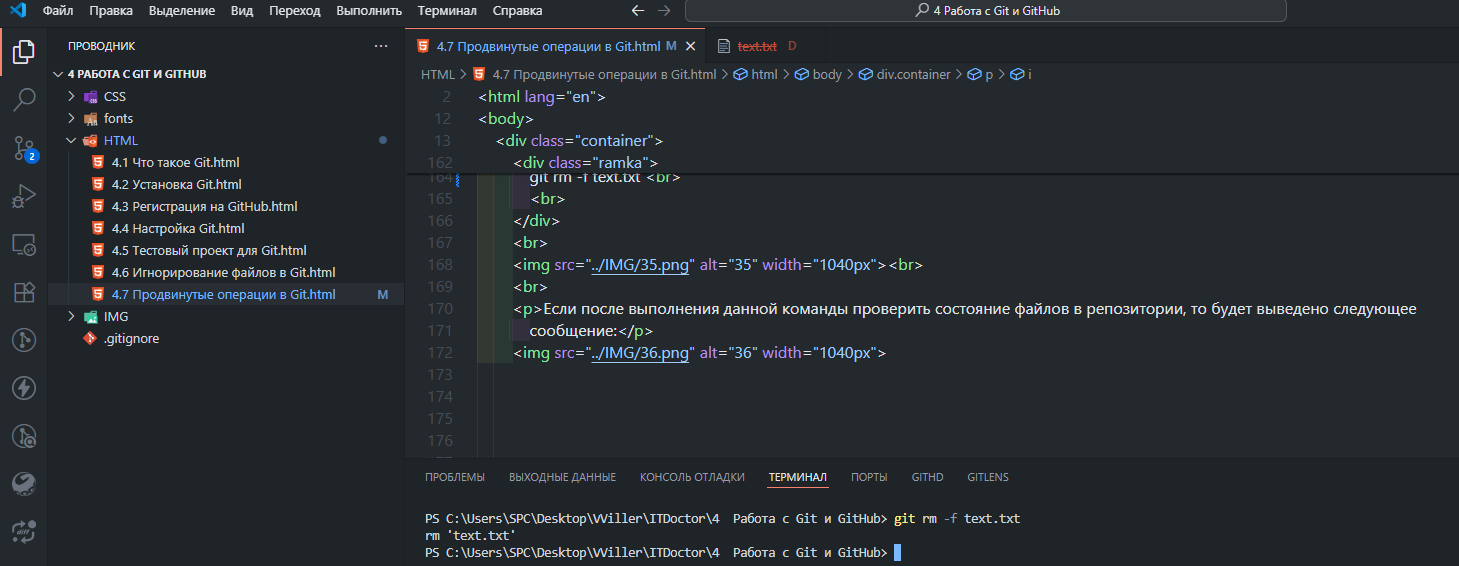 Файл Правка Выделение Вид Переход Выполнить Терминал Справка 4 Работа с Git и GitHub
ПРОВОДНИК
4.7 Продвинутые операции в Git.html M text.txt D
4 РАБОТА С GIT И GITHUB
CSS
fonts
HTML
4.1 Что такое Git.html
4.2 Установка Git.html
4.3 Регистрация на GitHub.html
4.4 Настройка Git.html
4.5 Тестовый проект для Git.html
4.6 Игнорирование файлов в Git.html
4.7 Продвинутые операции в Git.html M
IMG
.gitignore
2
HTML > 4.7 Продвинутые операции в Git.html > html > body > div.container > p > i
2 <html lang="en">
12 <body>
13 <div class="container">
162 <div class="ramka">
164 git rm -f text.txt <br>
165 <br>
166 </div>
167 <br>
168 <img src="../IMG/35.png" alt="35" width="1040px"><br>
169 <br>
170 <p>Если после выполнения данной команды проверить состояние файлов в репозитории, то будет выведено следующее
171 сообщение:</p>
172 <img src="../IMG/36.png" alt="36" width="1040px">
173
174
175
176
ПРОБЛЕМЫ ВЫХОДНЫЕ ДАННЫЕ КОНСОЛЬ ОТЛАДКИ ТЕРМИНАЛ ПОРТЫ GITHD GITLENS
PS C:\Users\SPC\Desktop\VViller\ITDoctor\4  Работа с Git и GitHub> git rm -f text.txt
rm 'text.txt'
PS C:\Users\SPC\Desktop\VViller\ITDoctor\4  Работа с Git и GitHub>